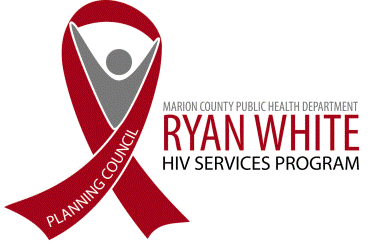 MARION COUNTY PUBLIC HEALTH DEPARTMENT
RYAN WHITE
HIV SERVICES PROGRAM
PLANNING COUNCIL